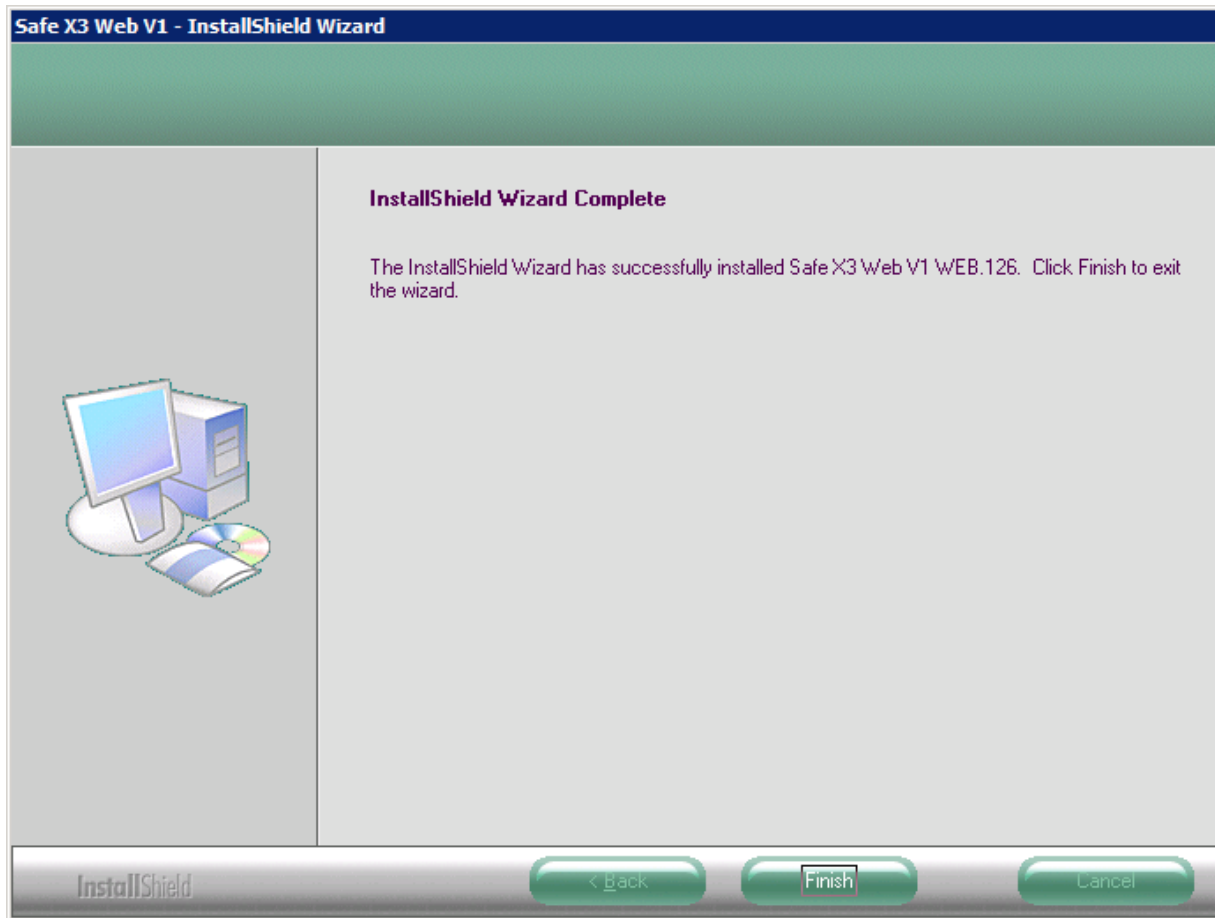 Safe X3 Web V1 - InstallShield Wizard
InstallShield Wizard Complete
The InstallShield Wizard has successfully installed Safe X3 Web V1 WEB.126. Click Finish to exit
the wizard.
InstallShield
< Back
Finish
Cancel